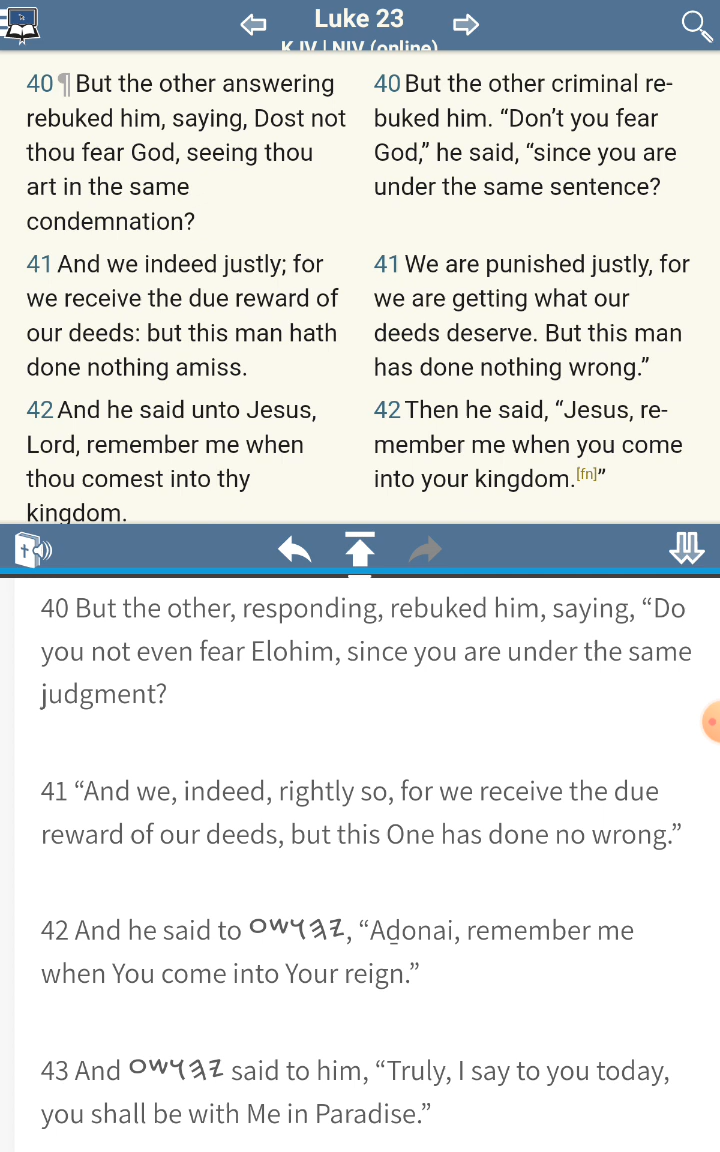 Luke 23
KJV | NIV (online)
40 ¶ But the other answering
rebuked him, saying, Dost not
thou fear God, seeing thou
art in the same
condemnation?
41 And we indeed justly; for
we receive the due reward of
our deeds: but this man hath
done nothing amiss.
42 And he said unto Jesus,
Lord, remember me when
thou comest into thy
kingdom.
40 But the other criminal re-
buked him. “Don’t you fear
God,” he said, “since you are
under the same sentence?
41 We are punished justly, for
we are getting what our
deeds deserve. But this man
has done nothing wrong.”
42 Then he said, “Jesus, re-
member me when you come
into your kingdom.[fn]”
40 But the other, responding, rebuked him, saying, “Do
you not even fear Elohim, since you are under the same
judgment?
41 “And we, indeed, rightly so, for we receive the due
reward of our deeds, but this One has done no wrong.”
42 And he said to 𐤉𐤄𐤅𐤔𐤏, “Aḏonai, remember me
when You come into Your reign.”
43 And 𐤉𐤄𐤅𐤔𐤏 said to him, “Truly, I say to you today,
you shall be with Me in Paradise.”